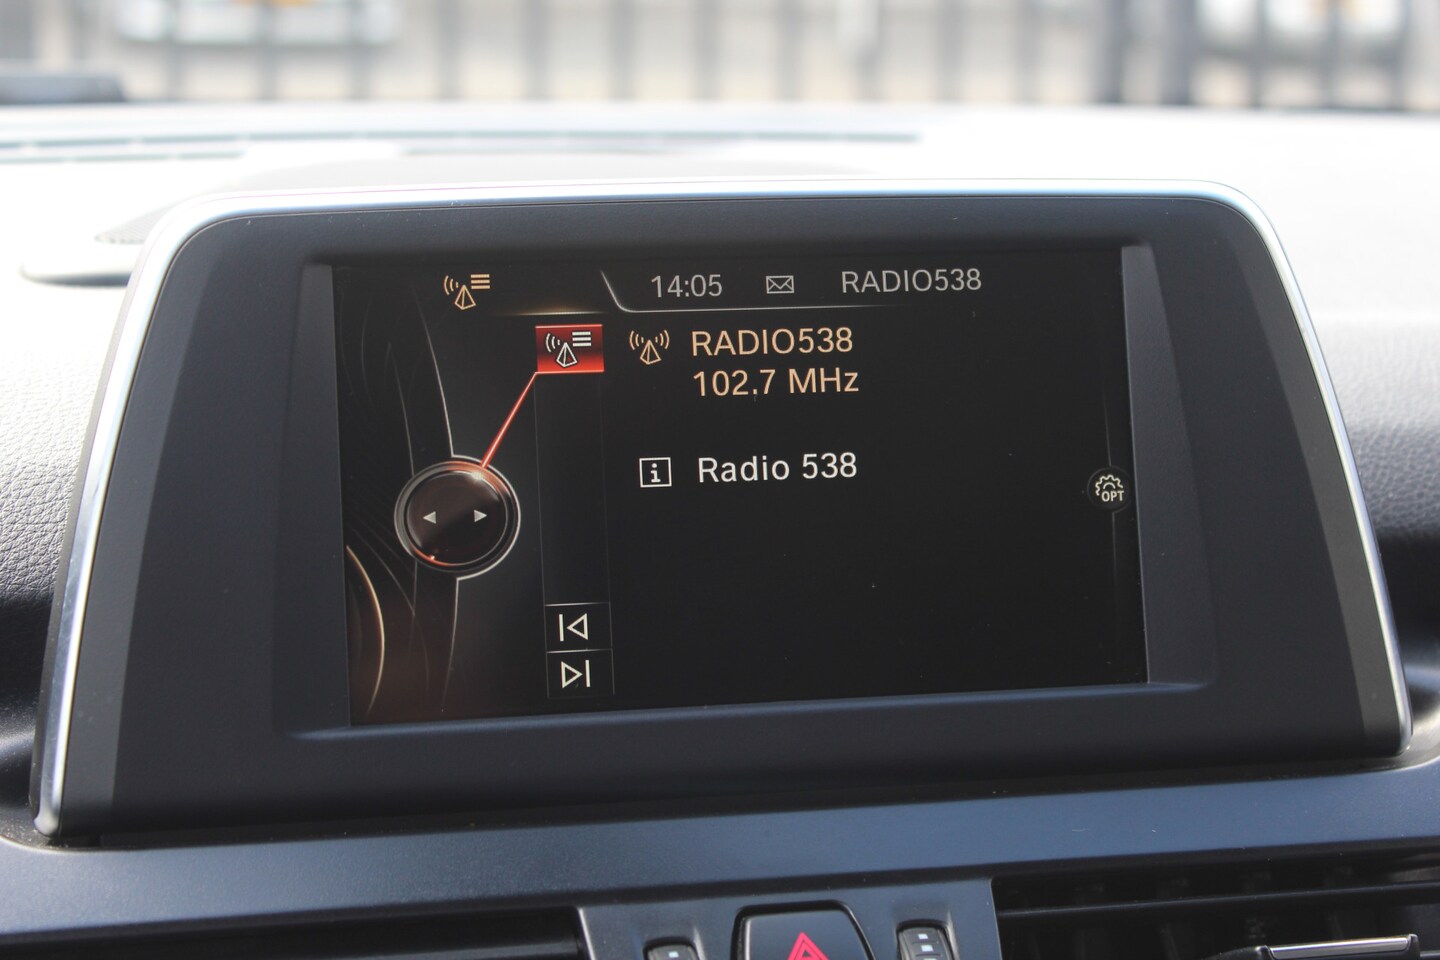 14:05 RADIO538
RADIO538
102.7 MHz
i Radio 538
OPT